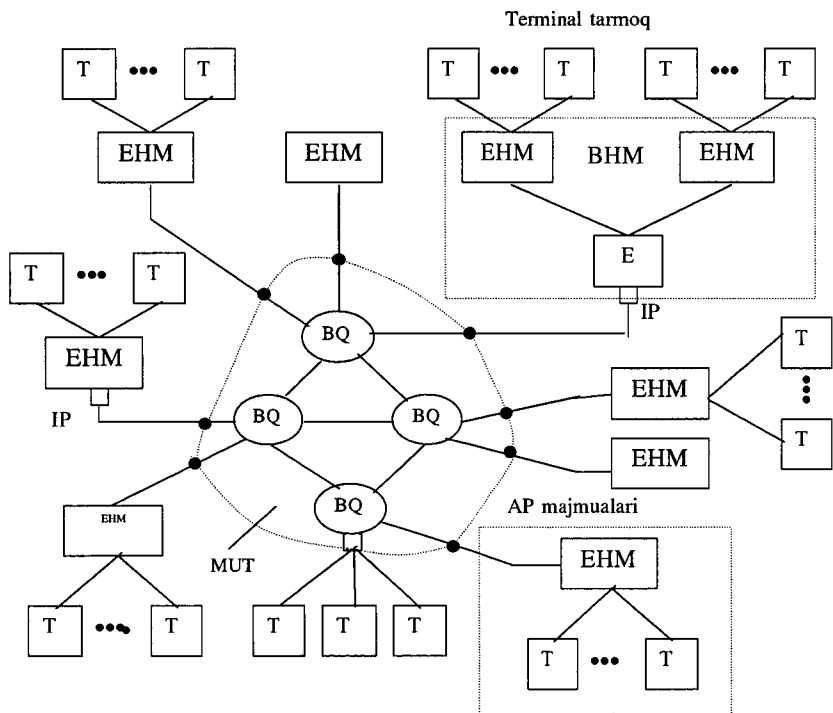 Terminal tarmoq
T ••• T
T ••• T
T ••• T
EHM
EHM
EHM
BHM
EHM
T ••• T
E
IP
BQ
EHM
T
EHM
IP
BQ
BQ
T
EHM
BQ
AP majmualari
EHM
MUT
EHM
T ••• T
T T T
T ••• T